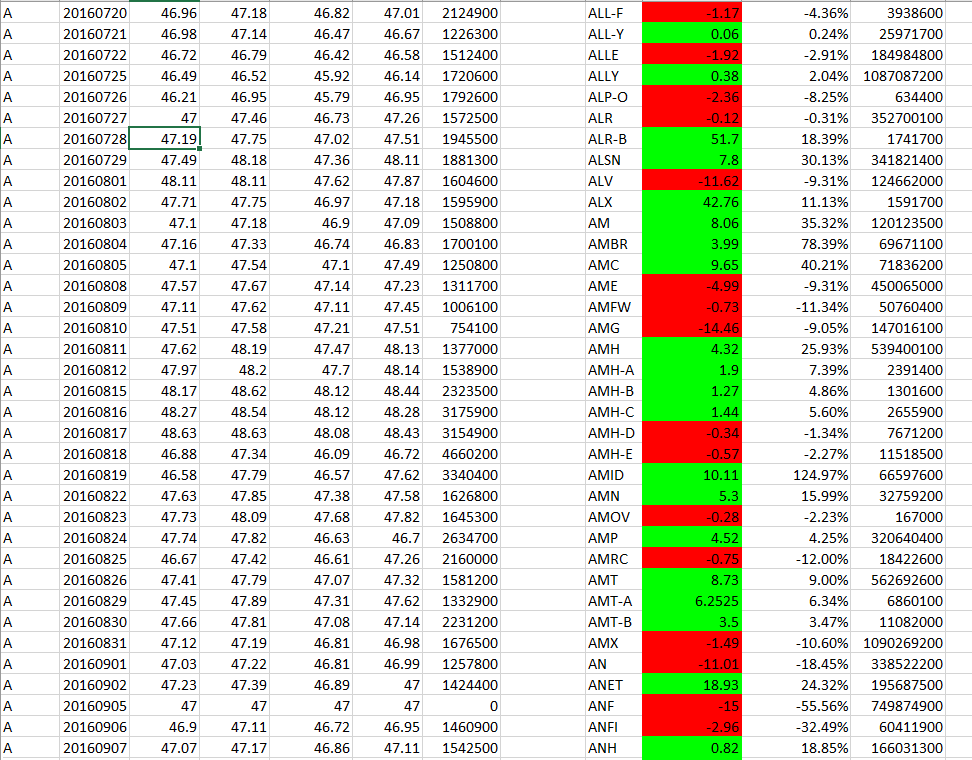 A 20160720 46.96 47.18 46.82 47.01 2124900 ALL-F -1.17 -4.36% 3938600
A 20160721 46.98 47.14 46.47 46.67 1226300 ALL-Y 0.06 0.24% 25971700
A 20160722 46.72 46.79 46.42 46.58 1512400 ALLE -1.92 -2.91% 184984800
A 20160725 46.49 46.52 45.92 46.14 1720600 ALLY 0.38 2.04% 1087087200
A 20160726 46.21 46.95 45.79 46.95 1792600 ALP-O -2.36 -8.25% 634400
A 20160727 47 47.46 46.73 47.26 1572500 ALR -0.12 -0.31% 352700100
A 20160728 47.19 47.75 47.02 47.51 1945500 ALR-B 51.7 18.39% 1741700
A 20160729 47.49 48.18 47.36 48.11 1881300 ALSN 7.8 30.13% 341821400
A 20160801 48.11 48.11 47.62 47.87 1604600 ALV -11.62 -9.31% 124662000
A 20160802 47.71 47.75 46.97 47.18 1595900 ALX 42.76 11.13% 1591700
A 20160803 47.1 47.18 46.9 47.09 1508800 AM 8.06 35.32% 120123500
A 20160804 47.16 47.33 46.74 46.83 1700100 AMBR 3.99 78.39% 69671100
A 20160805 47.1 47.54 47.1 47.49 1250800 AMC 9.65 40.21% 71836200
A 20160808 47.57 47.67 47.14 47.23 1311700 AME -4.99 -9.31% 450065000
A 20160809 47.11 47.62 47.11 47.45 1006100 AMFW -0.73 -11.34% 50760400
A 20160810 47.51 47.58 47.21 47.51 754100 AMG -14.46 -9.05% 147016100
A 20160811 47.62 48.19 47.47 48.13 1377000 AMH 4.32 25.93% 539400100
A 20160812 47.97 48.2 47.7 48.14 1538900 AMH-A 1.9 7.39% 2391400
A 20160815 48.17 48.62 48.12 48.44 2323500 AMH-B 1.27 4.86% 1301600
A 20160816 48.27 48.54 48.12 48.28 3175900 AMH-C 1.44 5.60% 2655900
A 20160817 48.63 48.63 48.08 48.43 3154900 AMH-D -0.34 -1.34% 7671200
A 20160818 46.88 47.34 46.09 46.72 4660200 AMH-E -0.57 -2.27% 11518500
A 20160819 46.58 47.79 46.57 47.62 3340400 AMID 10.11 124.97% 66597600
A 20160822 47.63 47.85 47.38 47.58 1626800 AMN 5.3 15.99% 32759200
A 20160823 47.73 48.09 47.68 47.82 1645300 AMOV -0.28 -2.23% 167000
A 20160824 47.74 47.82 46.63 46.7 2634700 AMP 4.52 4.25% 320640400
A 20160825 46.67 47.42 46.61 47.26 2160000 AMRC -0.75 -12.00% 18422600
A 20160826 47.41 47.79 47.07 47.32 1581200 AMT 8.73 9.00% 562692600
A 20160829 47.45 47.89 47.31 47.62 1332900 AMT-A 6.2525 6.34% 6860100
A 20160830 47.66 47.81 47.08 47.14 2231200 AMT-B 3.5 3.47% 11082000
A 20160831 47.12 47.19 46.81 46.98 1676500 AMX -1.49 -10.60% 1090269200
A 20160901 47.03 47.22 46.81 46.99 1257800 AN -11.01 -18.45% 338522200
A 20160902 47.23 47.39 46.89 47 1424400 ANET 18.93 24.32% 195687500
A 20160905 47 47 47 47 0 ANF -15 -55.56% 749874900
A 20160906 46.9 47.11 46.72 46.95 1460900 ANFI -2.96 -32.49% 60411900
A 20160907 47.07 47.17 46.86 47.11 1542500 ANH 0.82 18.85% 166031300